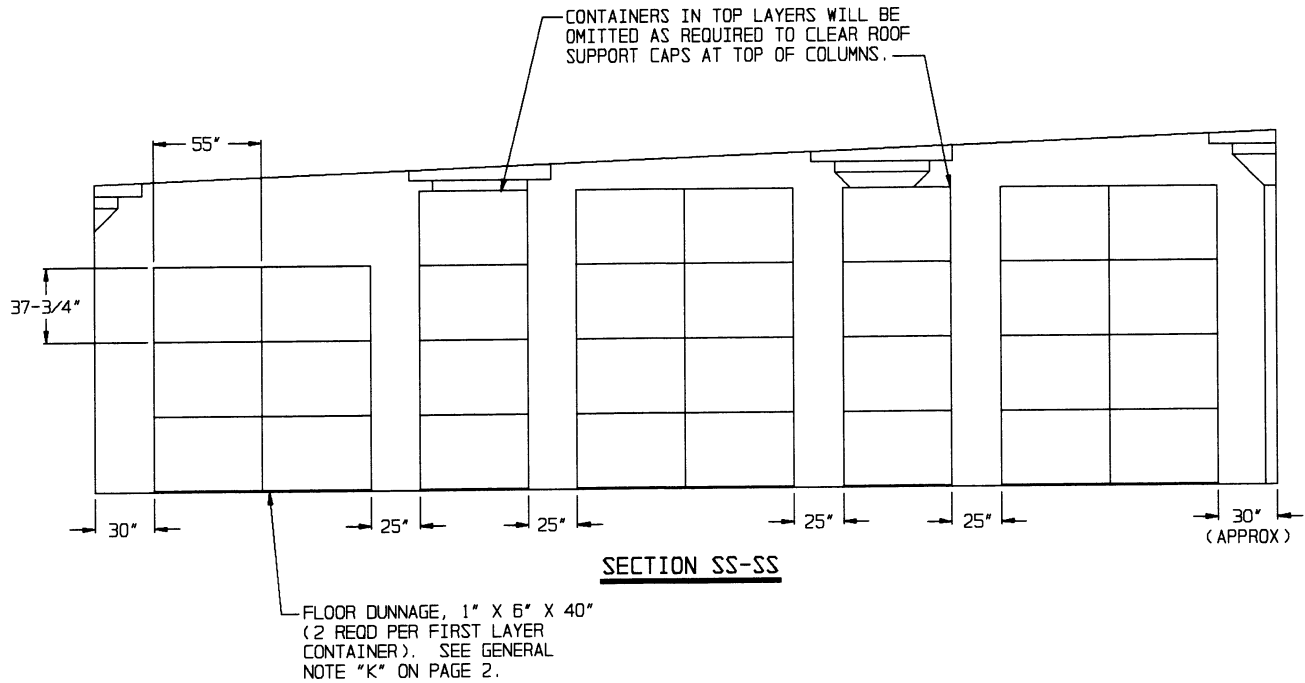 CONTAINERS IN TOP LAYERS WILL BE
OMITTED AS REQUIRED TO CLEAR ROOF
SUPPORT CAPS AT TOP OF COLUMNS.
55"
37-3/4"
30"
25"
25"
25"
25"
30"
(APPROX)
SECTION SS-SS
FLOOR DUNNAGE, 1" X 6" X 40"
(2 REQD PER FIRST LAYER
CONTAINER). SEE GENERAL
NOTE "K" ON PAGE 2.